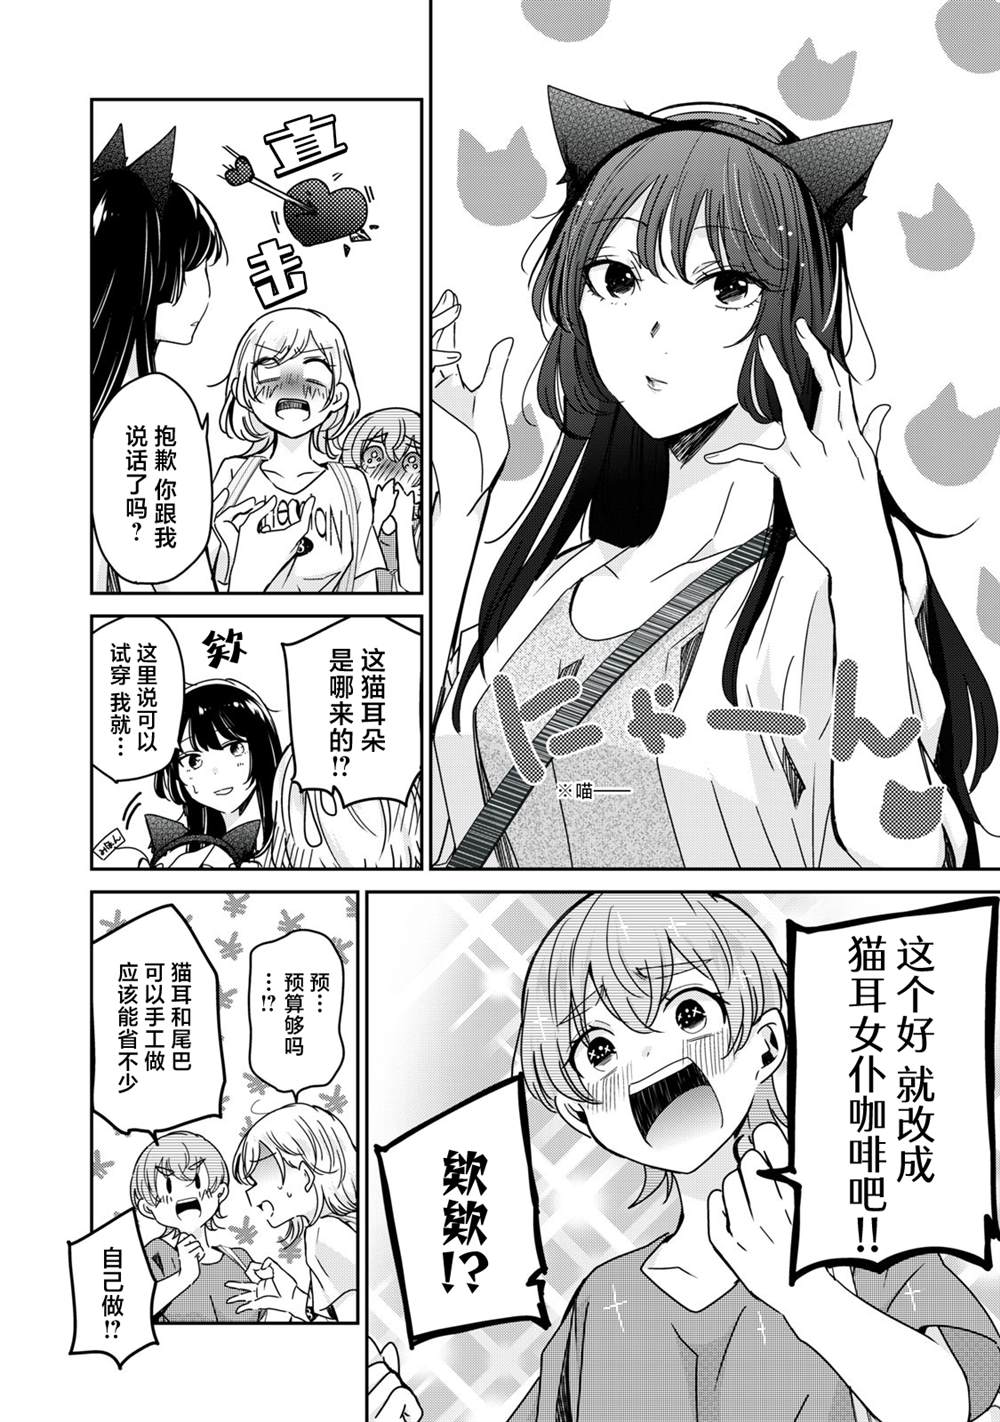 にゃーん
※喵——
直
击
抱歉 你跟我
说话了吗?
这猫耳朵
是哪来的!?
欸
这里说可以
试穿 我就…
みほん
这个好 就改成
猫耳女仆咖啡吧!!
欸欸!?
预…
预算够吗
…!?
猫耳和尾巴
可以手工做
应该能省不少
自己做!?